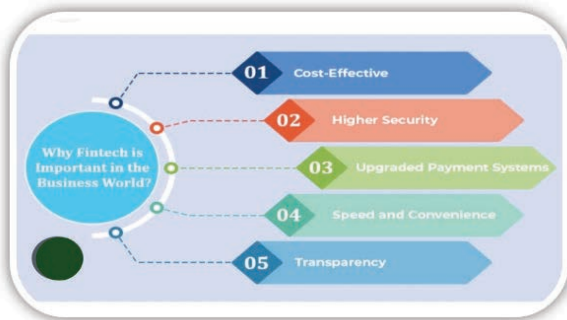 Why Fintech is
Important in the
Business World?
01 Cost-Effective
02 Higher Security
03 Upgraded Payment Systems
04 Speed and Convenience
05 Transparency